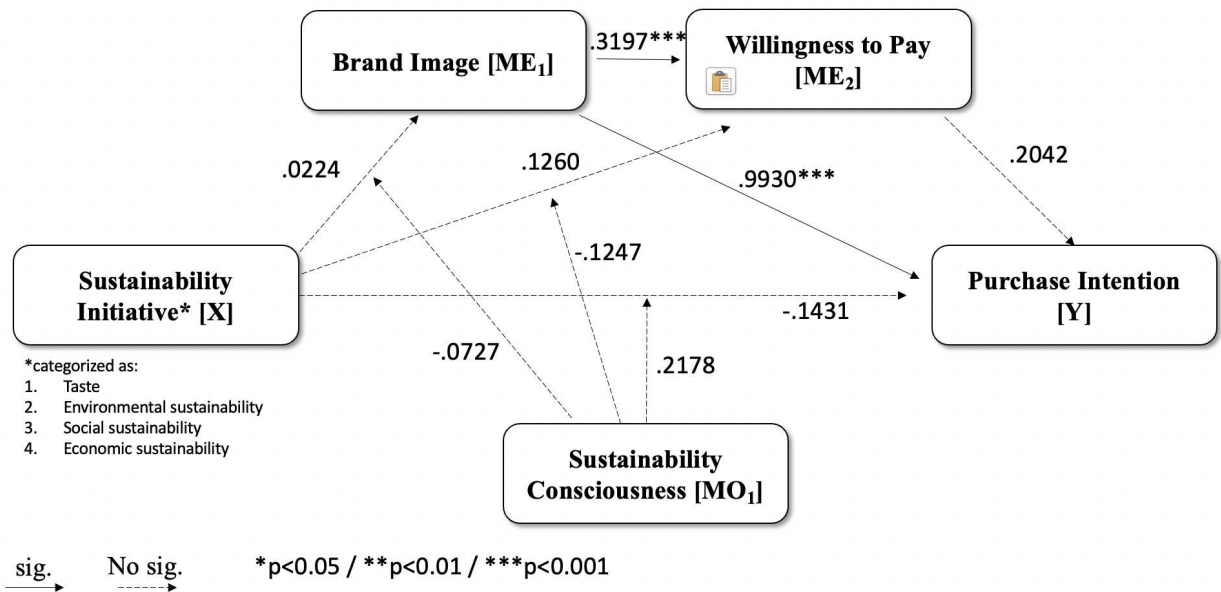 Brand Image [ME₁]
.3197***
Willingness to Pay
[ME₂]
.0224
.1260
.2042
.9930***
-.1247
Sustainability
Initiative* [X]
Purchase Intention
[Y]
-.1431
-.0727
.2178
*categorized as:
1. Taste
2. Environmental sustainability
3. Social sustainability
4. Economic sustainability
Sustainability
Consciousness [MO₁]
sig.
No sig.
*p<0.05 / **p<0.01 / ***p<0.001